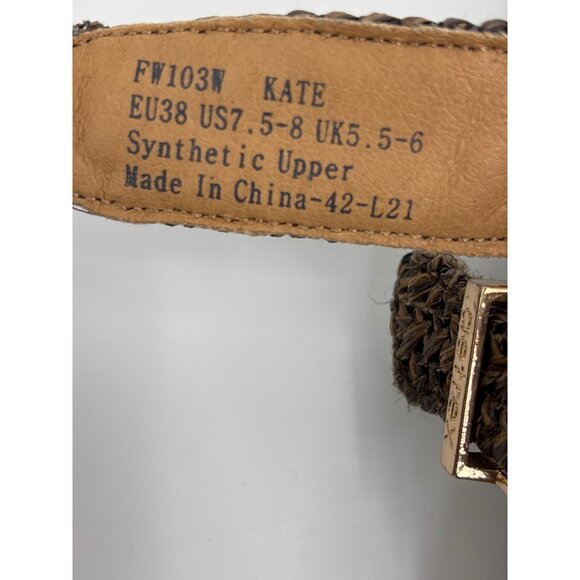 FW103W KATE
EU38 US7.5-8 UK5.5-6
Synthetic Upper
Made In China-42-L21